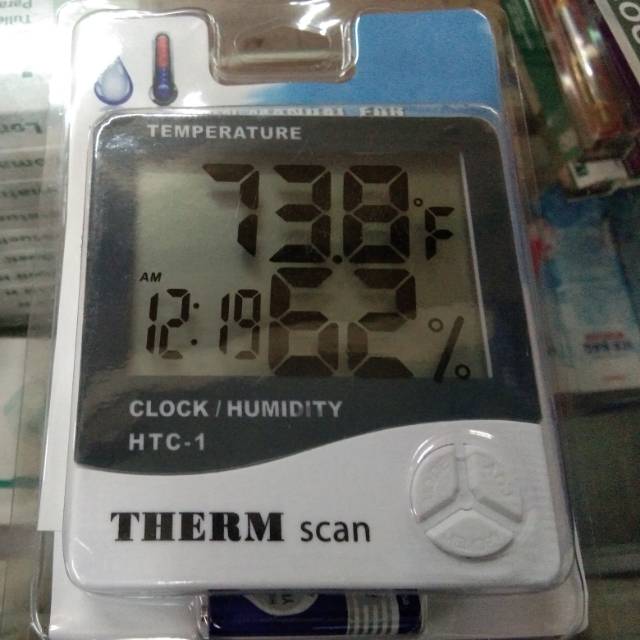 TEMPERATURE
73.8°F
AM
12:19
62%
CLOCK / HUMIDITY
HTC-1
THERM scan